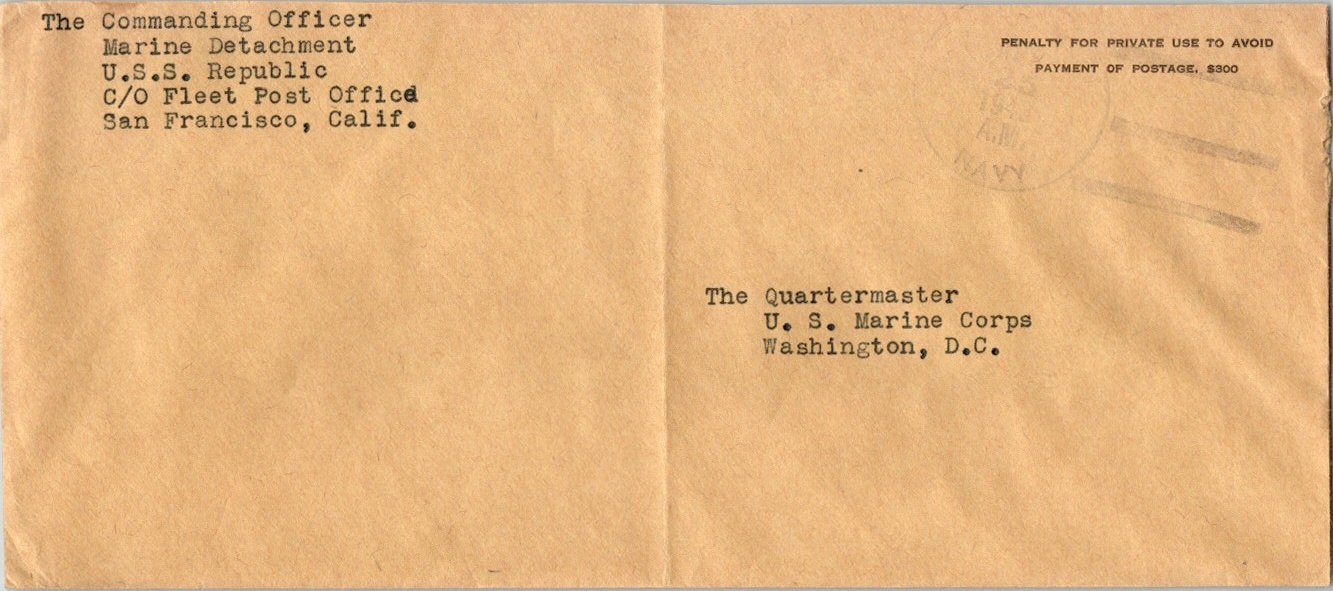 The Commanding Officer
Marine Detachment
U.S.S. Republic
C/O Fleet Post Office
San Francisco, Calif.
PENALTY FOR PRIVATE USE TO AVOID
PAYMENT OF POSTAGE, $300
A.M.
NAVY
The Quartermaster
U. S. Marine Corps
Washington, D.C.